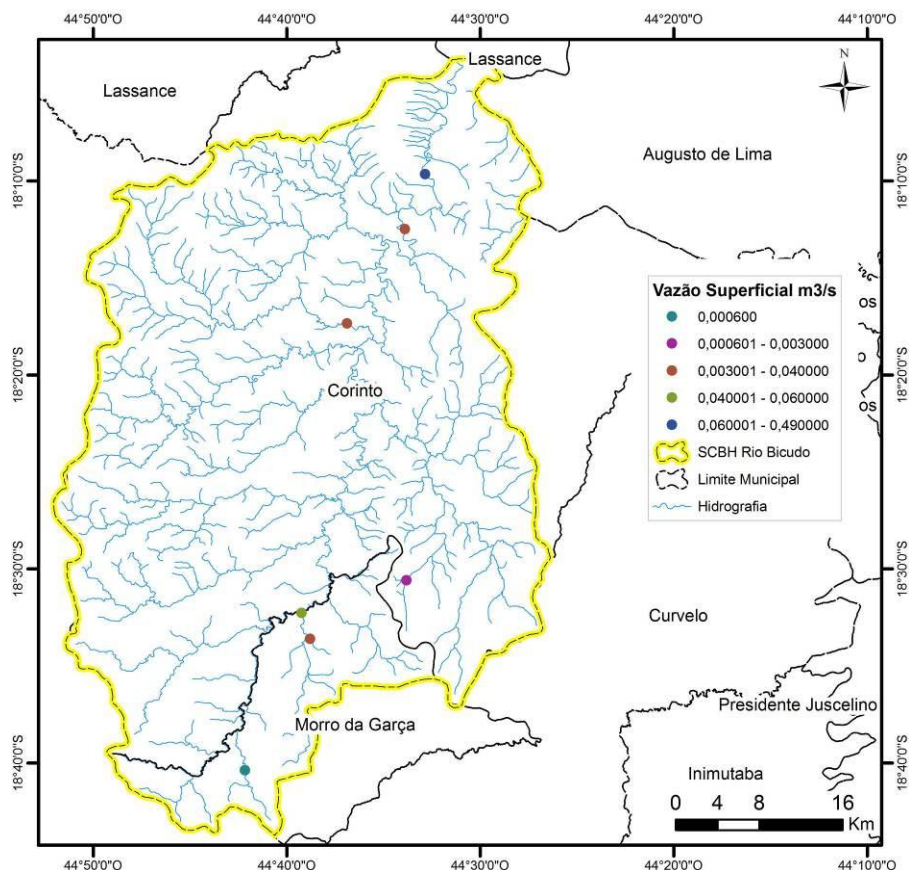 44°50'0"O 44°40'0"O 44°30'0"O 44°20'0"O 44°10'0"O
Lassance
Lassance
N
Augusto de Lima
18°10'0"S
18°10'0"S
Vazão Superficial m3/s
0,000600
0,000601 - 0,003000
0,003001 - 0,040000
0,040001 - 0,060000
0,060001 - 0,490000
SCBH Rio Bicudo
Limite Municipal
Hidrografia
os
os
18°20'0"S
18°20'0"S
Corinto
18°30'0"S
18°30'0"S
Curvelo
Presidente Juscelino
Morro da Garça
18°40'0"S
18°40'0"S
Inimutaba
0 4 8 16
Km
44°50'0"O 44°40'0"O 44°30'0"O 44°20'0"O 44°10'0"O